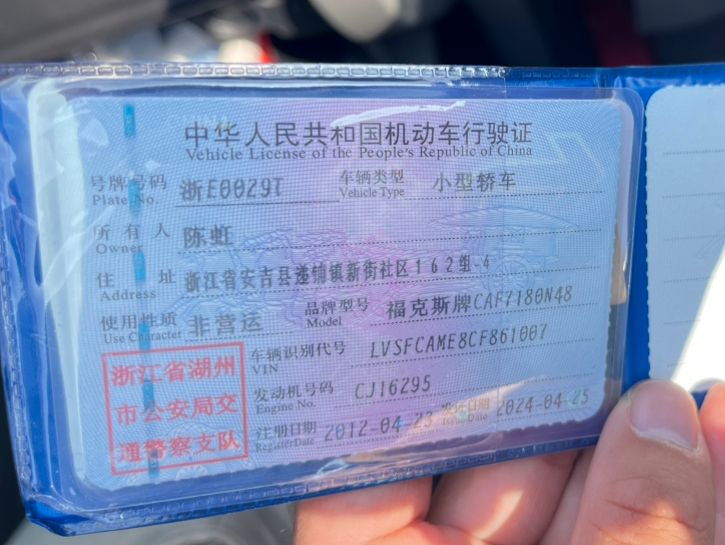 中华人民共和国机动车行驶证
Vehicle License of the People's Republic of China
号牌号码 浙E0029T 车辆类型 小型轿车
Plate No. Vehicle Type
所有人 陈虹
Owner
住址 浙江省安吉县递铺镇新街社区162组-4
Address
使用性质 非营运 品牌型号 福克斯牌CAF7180N48
Use Character Model
浙江省湖州
市公安局交
通警察支队
车辆识别代号 LVSFCAME8CF861007
VIN
发动机号码 CJ16295
Engine No.
注册日期 2012-04-23 发证日期 2024-04-25
Register Date Issue Date